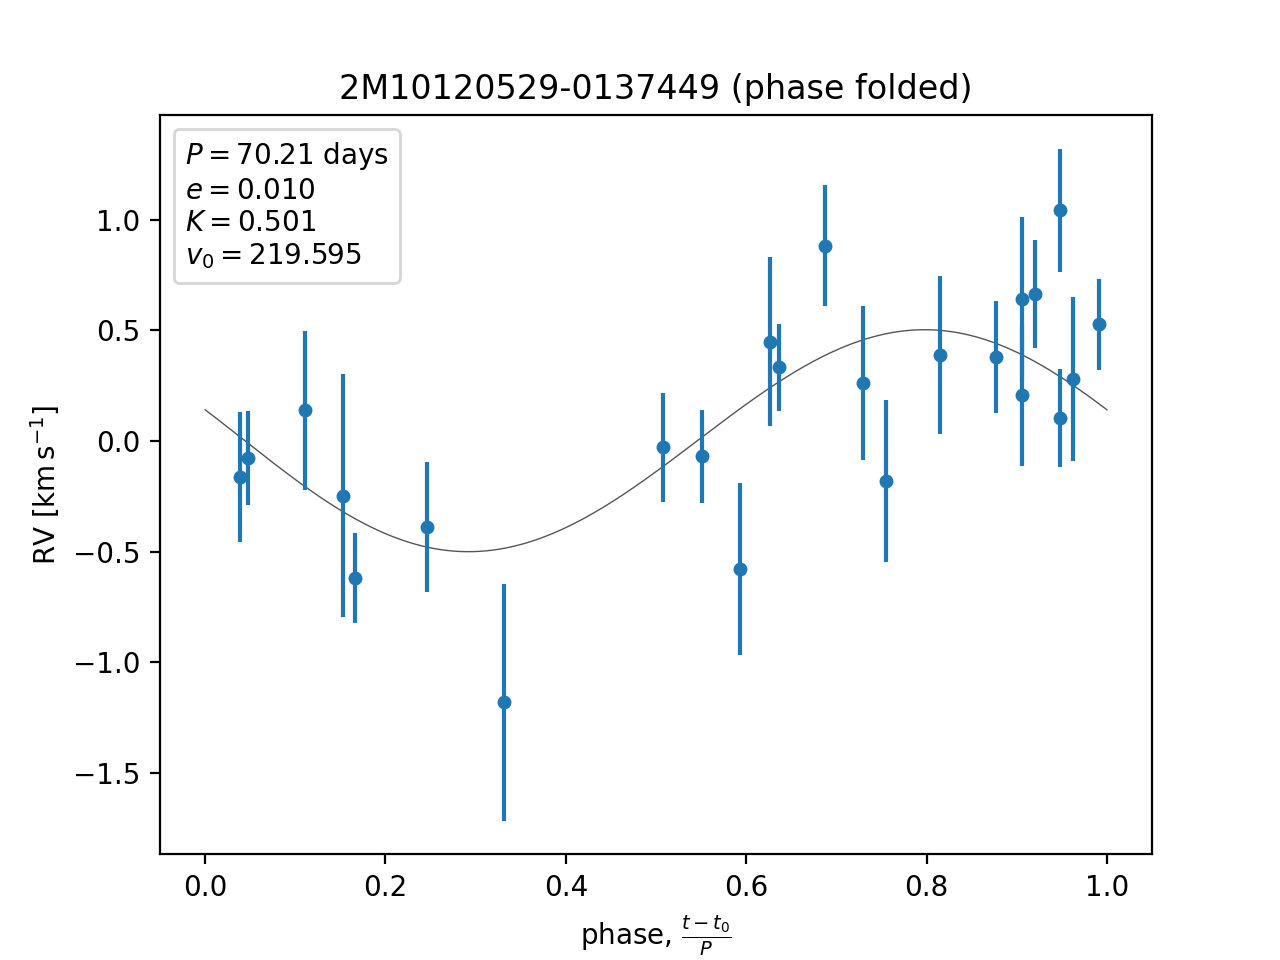 2M10120529-0137449 (phase folded)
P = 70.21 days
e = 0.010
K = 0.501
v₀ = 219.595
1.0
0.5
0.0
−0.5
−1.0
−1.5
RV [km s⁻¹]
0.0 0.2 0.4 0.6 0.8 1.0
phase, (t − t₀)/P